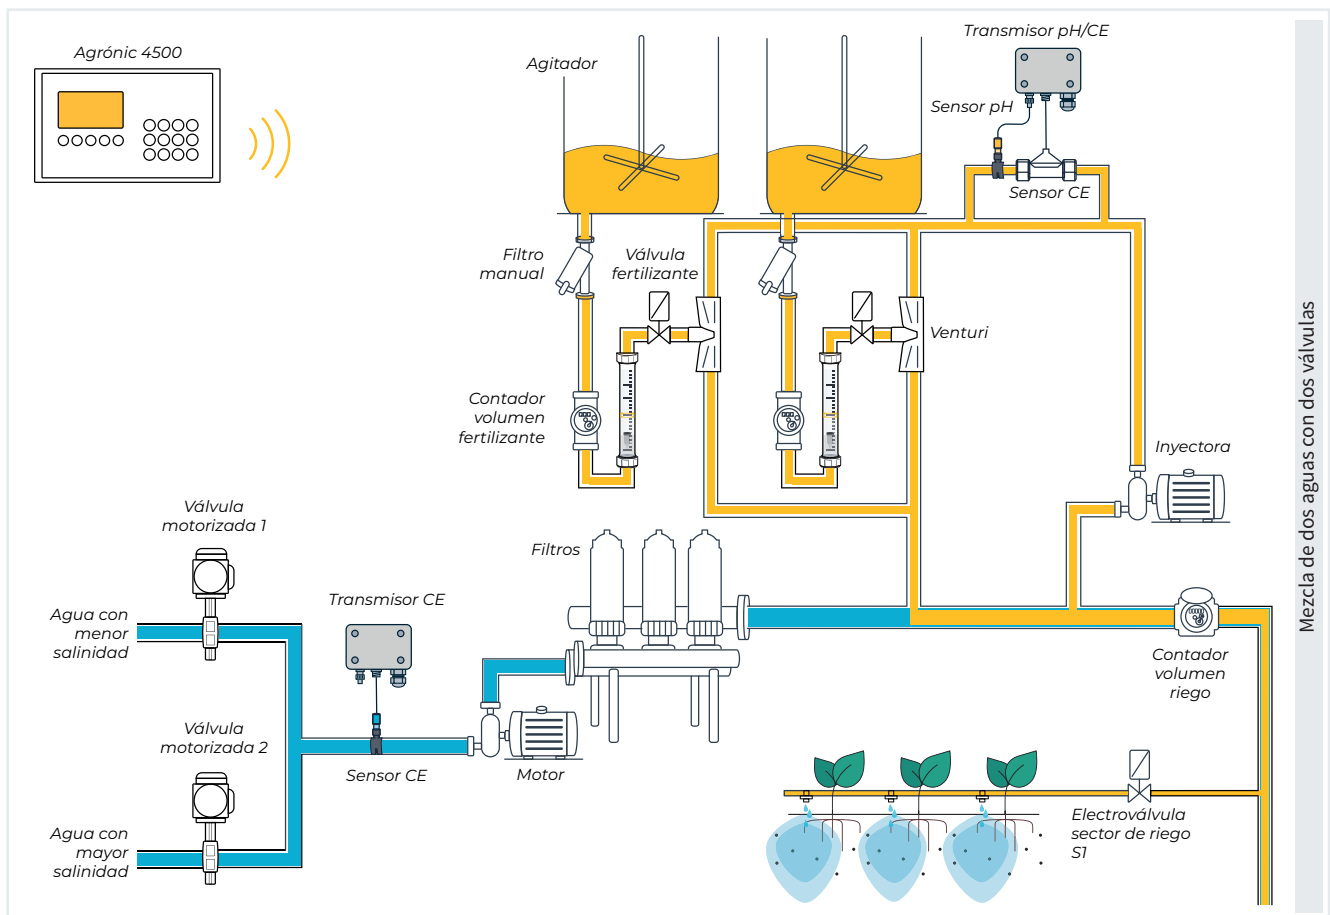 Agrónic 4500
Agitador
Transmisor pH/CE
Sensor pH
Sensor CE
Filtro
manual
Válvula
fertilizante
Venturi
Contador
volumen
fertilizante
Inyectora
Válvula
motorizada 1
Filtros
Agua con
menor
salinidad
Transmisor CE
Contador
volumen
riego
Válvula
motorizada 2
Sensor CE
Motor
Agua con
mayor
salinidad
Electroválvula
sector de riego
S1
Mezcla de dos aguas con dos válvulas